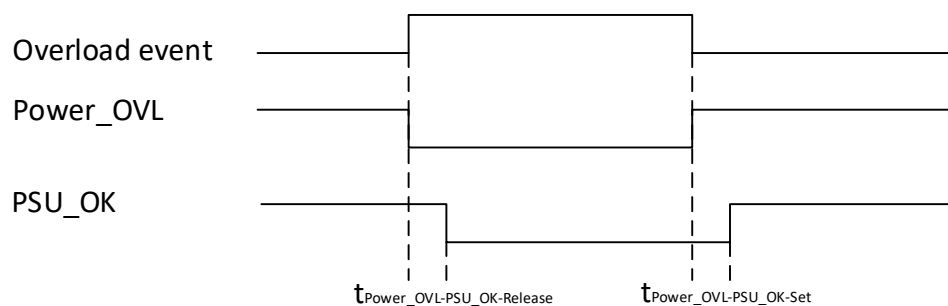 Overload event
Power_OVL
PSU_OK
tPower_OVL-PSU_OK-Release tPower_OVL-PSU_OK-Set